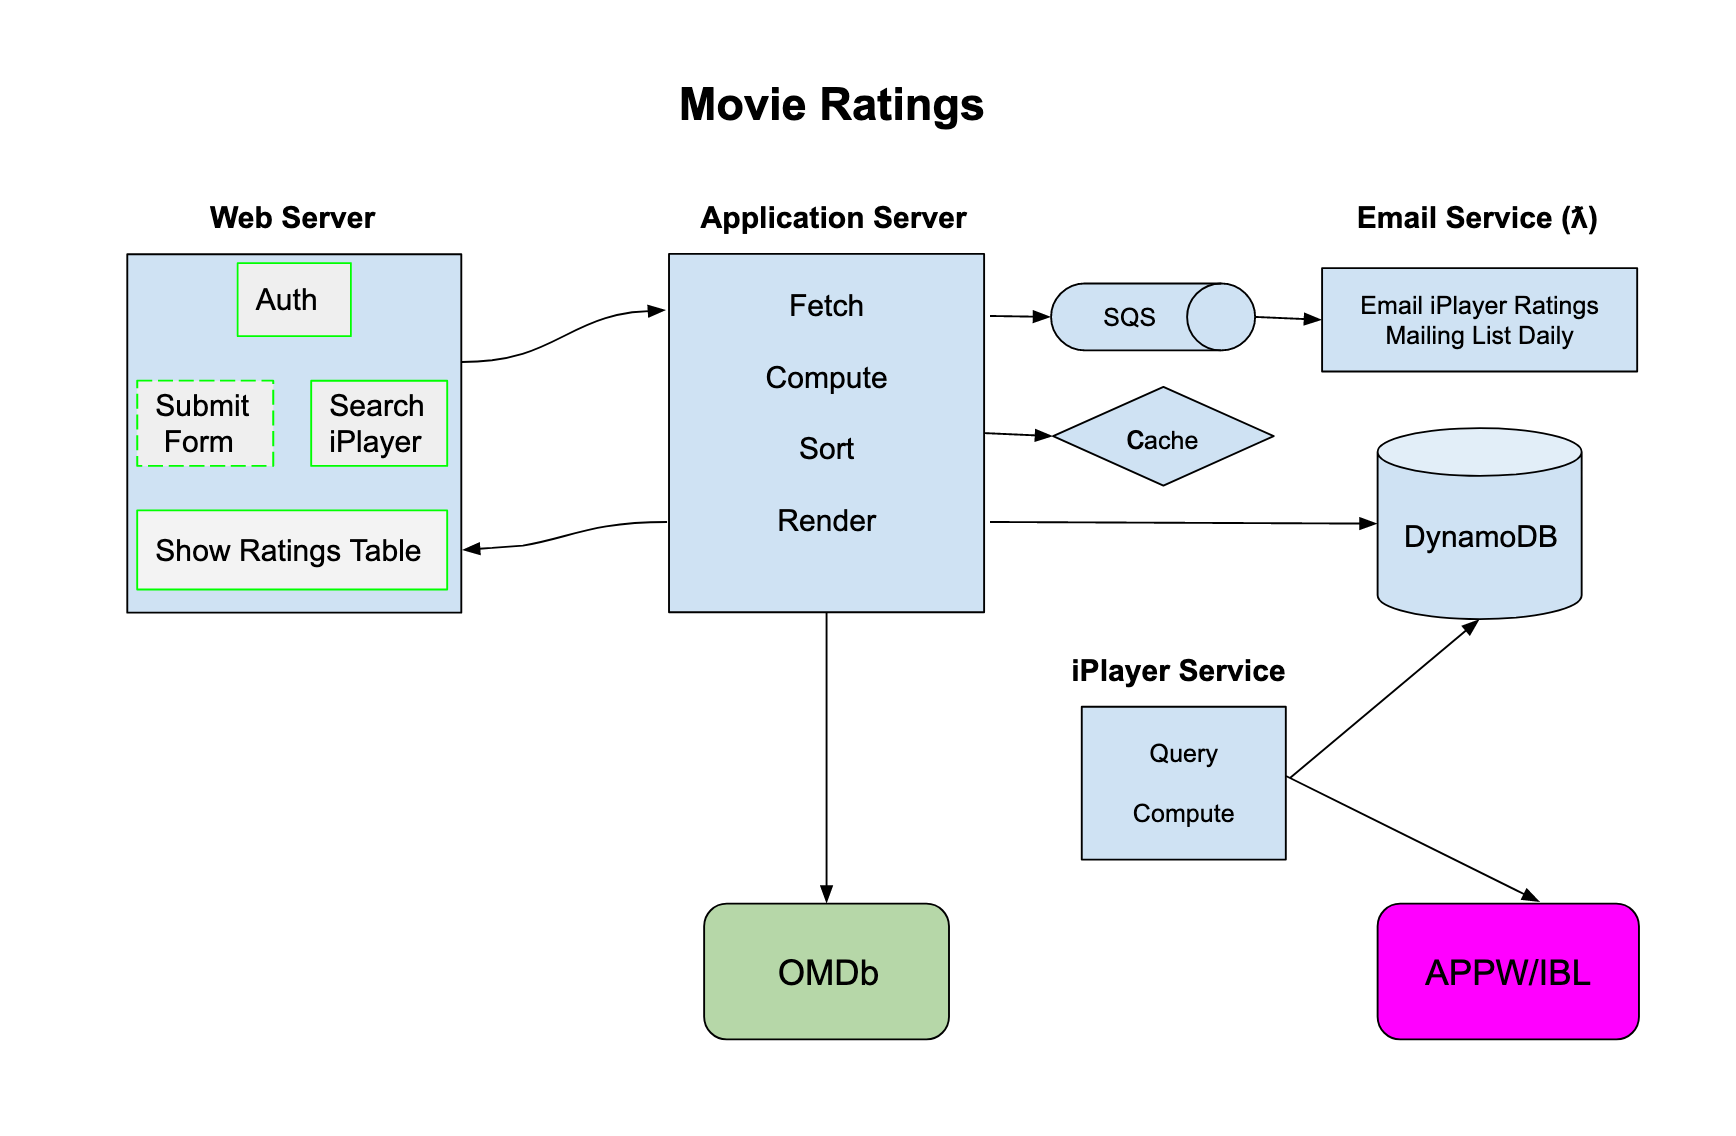 Movie Ratings
Web Server
Auth
Submit
Form
Search
iPlayer
Show Ratings Table
Application Server
Fetch
Compute
Sort
Render
SQS
Cache
Email Service (ƛ)
Email iPlayer Ratings
Mailing List Daily
DynamoDB
iPlayer Service
Query
Compute
OMDb
APPW/IBL